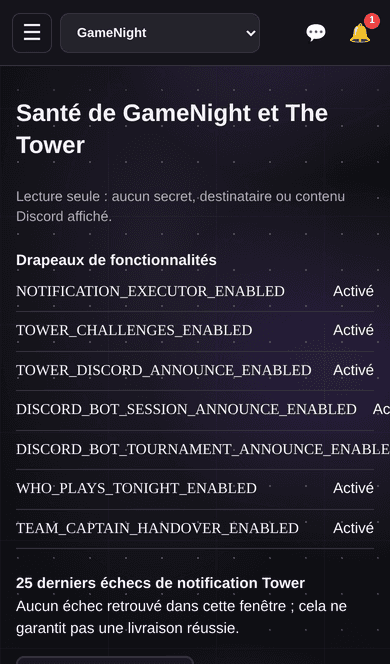 GameNight
1
Santé de GameNight et The
Tower
Lecture seule : aucun secret, destinataire ou contenu
Discord affiché.
Drapeaux de fonctionnalités
NOTIFICATION_EXECUTOR_ENABLED Activé
TOWER_CHALLENGES_ENABLED Activé
TOWER_DISCORD_ANNOUNCE_ENABLED Activé
DISCORD_BOT_SESSION_ANNOUNCE_ENABLED Ac
DISCORD_BOT_TOURNAMENT_ANNOUNCE_ENABLE
WHO_PLAYS_TONIGHT_ENABLED Activé
TEAM_CAPTAIN_HANDOVER_ENABLED Activé
25 derniers échecs de notification Tower
Aucun échec retrouvé dans cette fenêtre ; cela ne
garantit pas une livraison réussie.